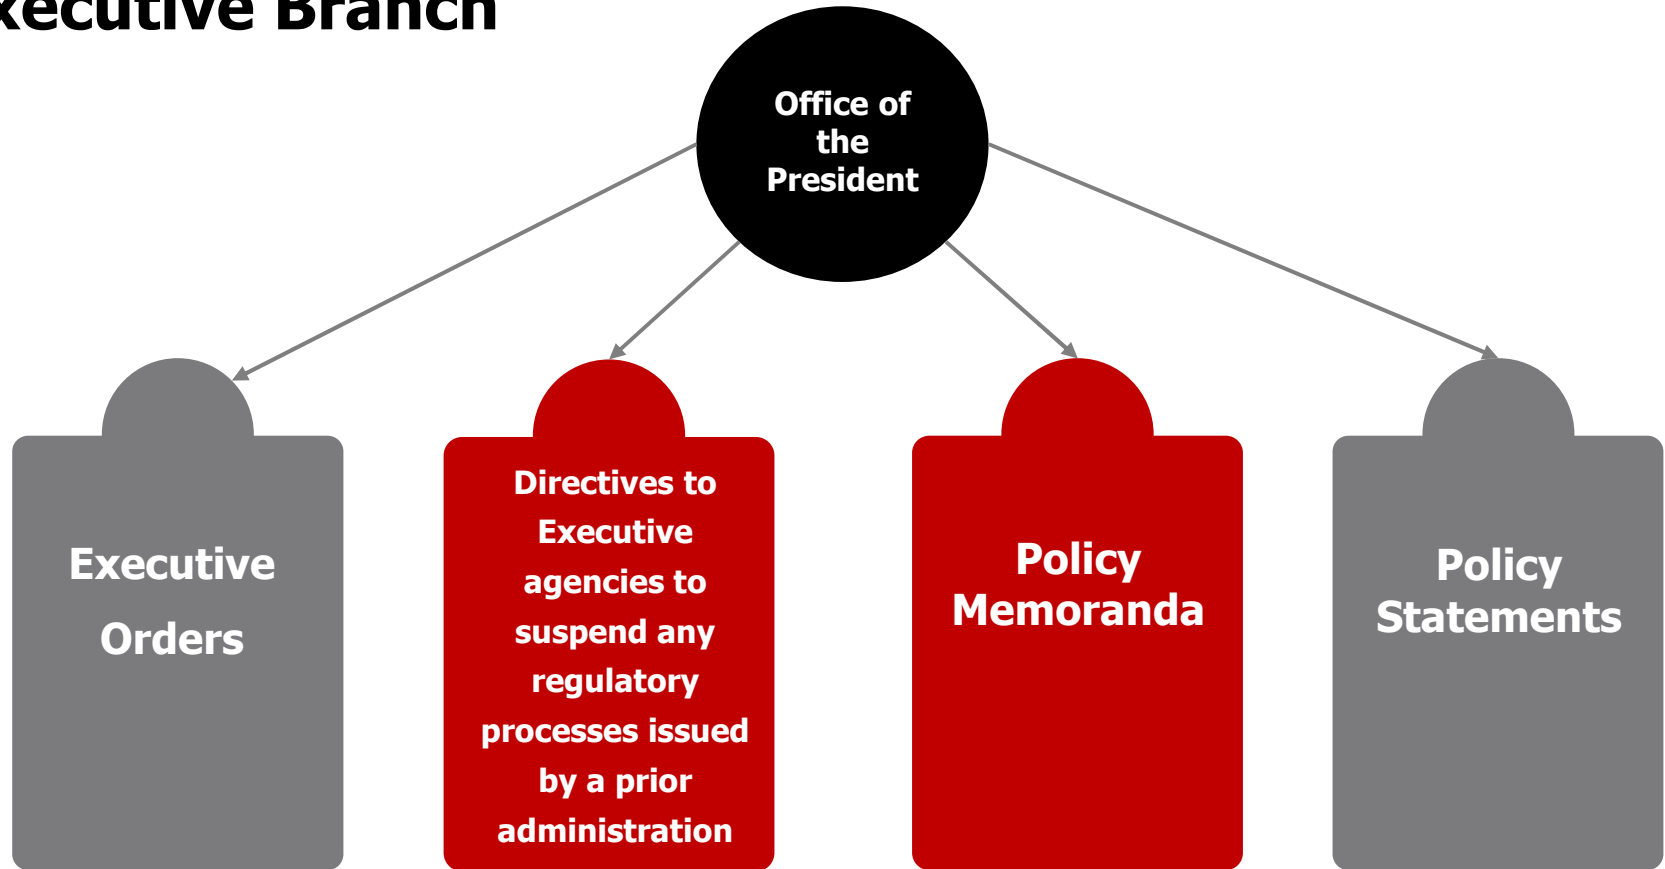 xecutive Branch
Office of
the
President
Executive
Orders
Directives to
Executive
agencies to
suspend any
regulatory
processes issued
by a prior
administration
Policy
Memoranda
Policy
Statements